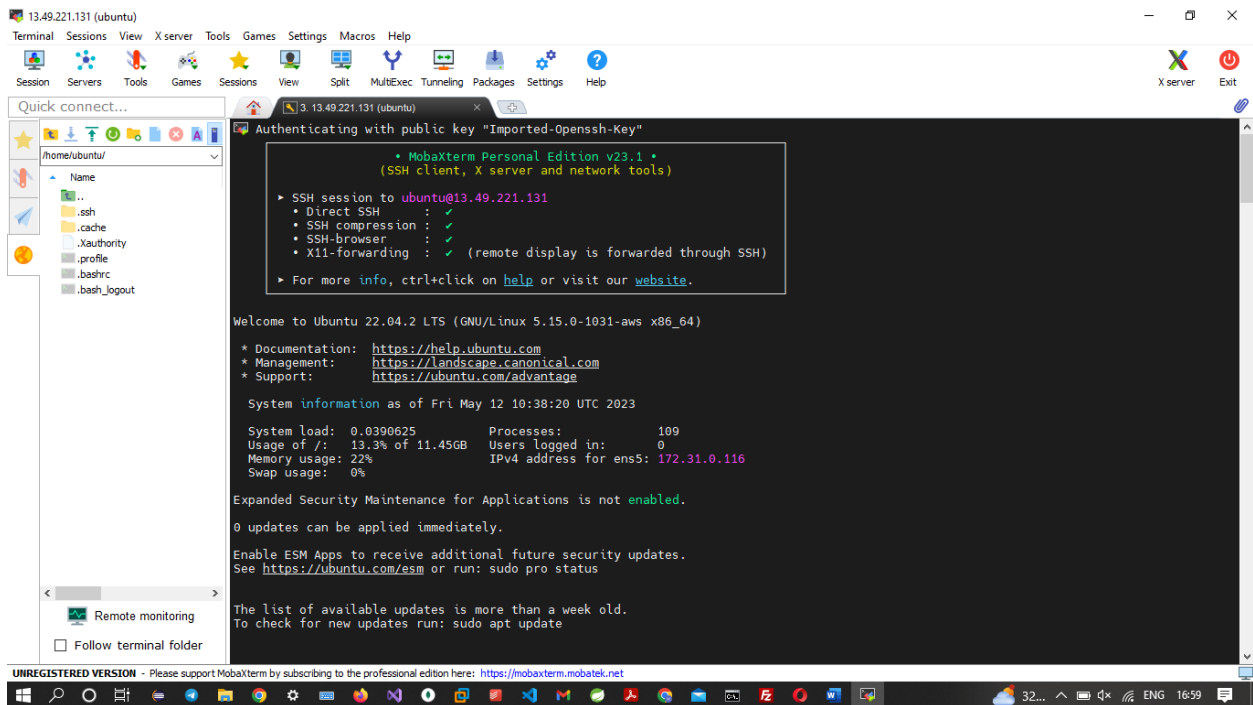 13.49.221.131 (ubuntu)
Terminal Sessions View X server Tools Games Settings Macros Help
Session Servers Tools Games Sessions View Split MultiExec Tunneling Packages Settings Help X server Exit
Quick connect...
3. 13.49.221.131 (ubuntu)
/home/ubuntu/
Name
..
.ssh
.cache
.Xauthority
.profile
.bashrc
.bash_logout
Remote monitoring
Follow terminal folder
Authenticating with public key "Imported-Openssh-Key"
• MobaXterm Personal Edition v23.1 •
(SSH client, X server and network tools)
► SSH session to ubuntu@13.49.221.131
• Direct SSH : ✔
• SSH compression : ✔
• SSH-browser : ✔
• X11-forwarding : ✔ (remote display is forwarded through SSH)
► For more info, ctrl+click on help or visit our website.
Welcome to Ubuntu 22.04.2 LTS (GNU/Linux 5.15.0-1031-aws x86_64)
* Documentation: https://help.ubuntu.com
* Management: https://landscape.canonical.com
* Support: https://ubuntu.com/advantage
System information as of Fri May 12 10:38:20 UTC 2023
System load: 0.0390625 Processes: 109
Usage of /: 13.3% of 11.45GB Users logged in: 0
Memory usage: 22% IPv4 address for ens5: 172.31.0.116
Swap usage: 0%
Expanded Security Maintenance for Applications is not enabled.
0 updates can be applied immediately.
Enable ESM Apps to receive additional future security updates.
See https://ubuntu.com/esm or run: sudo pro status
The list of available updates is more than a week old.
To check for new updates run: sudo apt update
UNREGISTERED VERSION - Please support MobaXterm by subscribing to the professional edition here: https://mobaxterm.mobatek.net
32... ENG 16:59